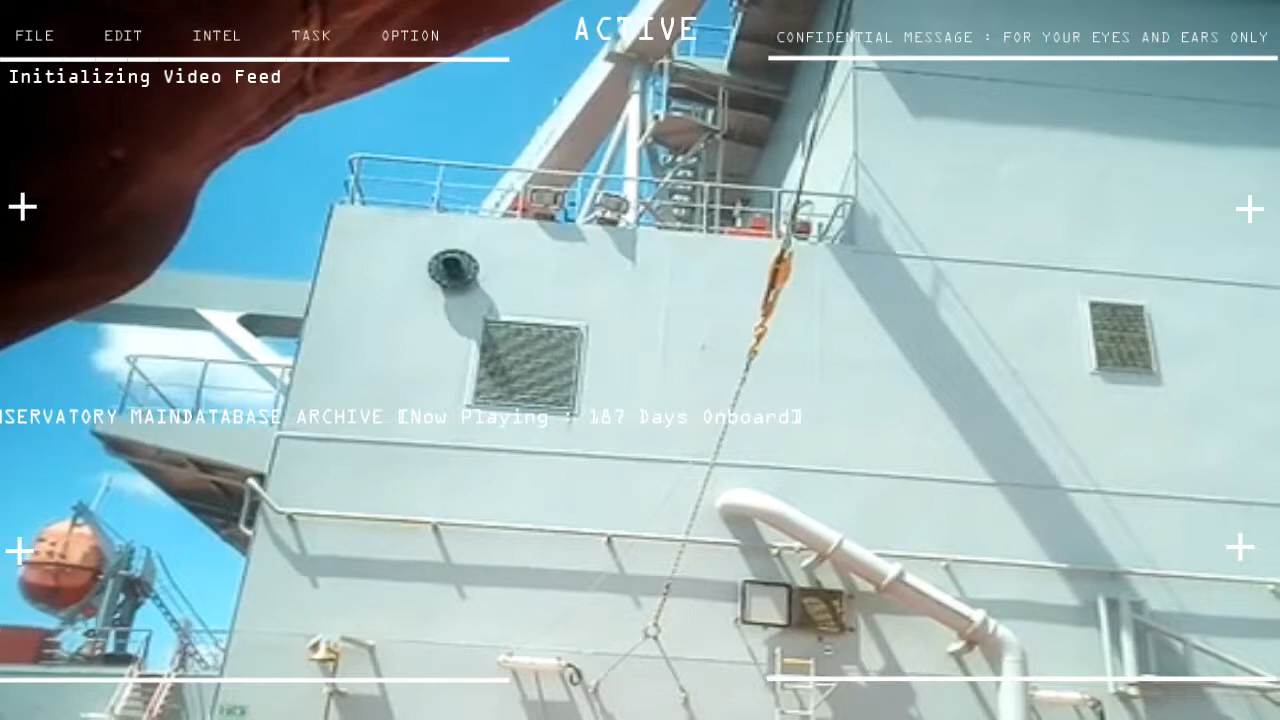 FILE EDIT INTEL TASK OPTION
ACTIVE
CONFIDENTIAL MESSAGE : FOR YOUR EYES AND EARS ONLY
Initializing Video Feed
NSERVATORY MAINDATABASE ARCHIVE [Now Playing : 187 Days Onboard]